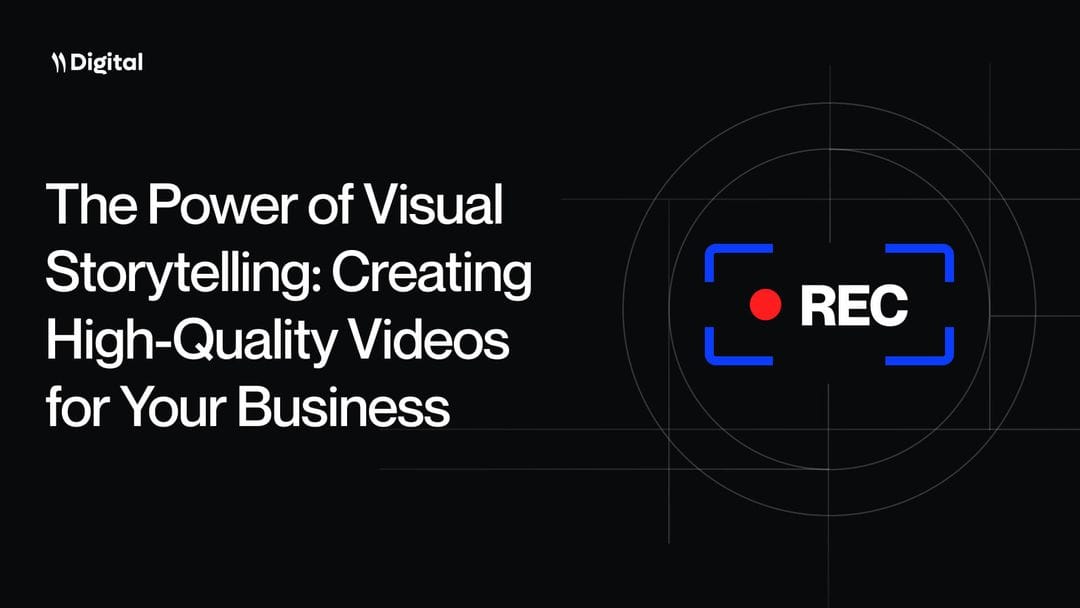 Digital
The Power of Visual
Storytelling: Creating
High-Quality Videos
for Your Business
REC